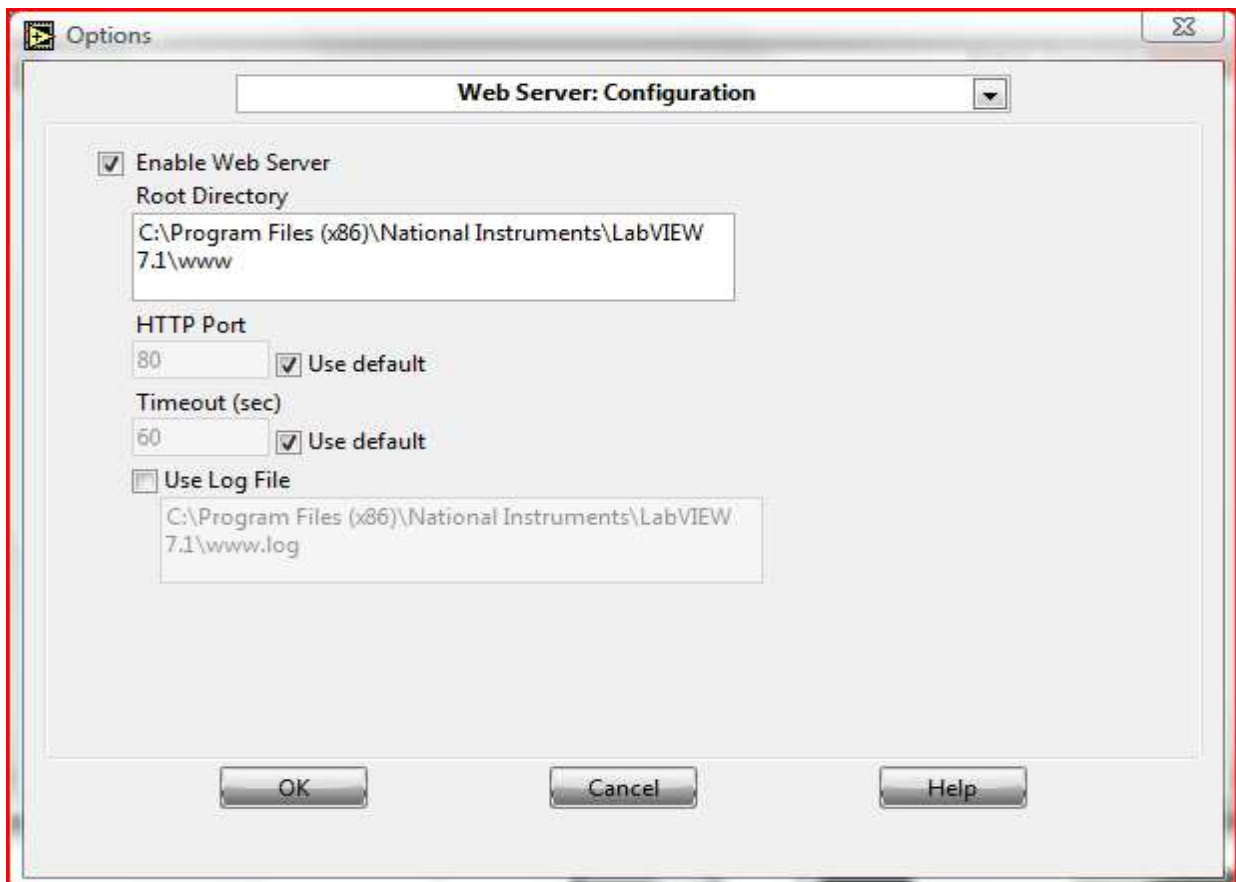 Options
Web Server: Configuration
Enable Web Server
Root Directory
C:\Program Files (x86)\National Instruments\LabVIEW
7.1\www
HTTP Port
80
Use default
Timeout (sec)
60
Use default
Use Log File
C:\Program Files (x86)\National Instruments\LabVIEW
7.1\www.log
OK
Cancel
Help